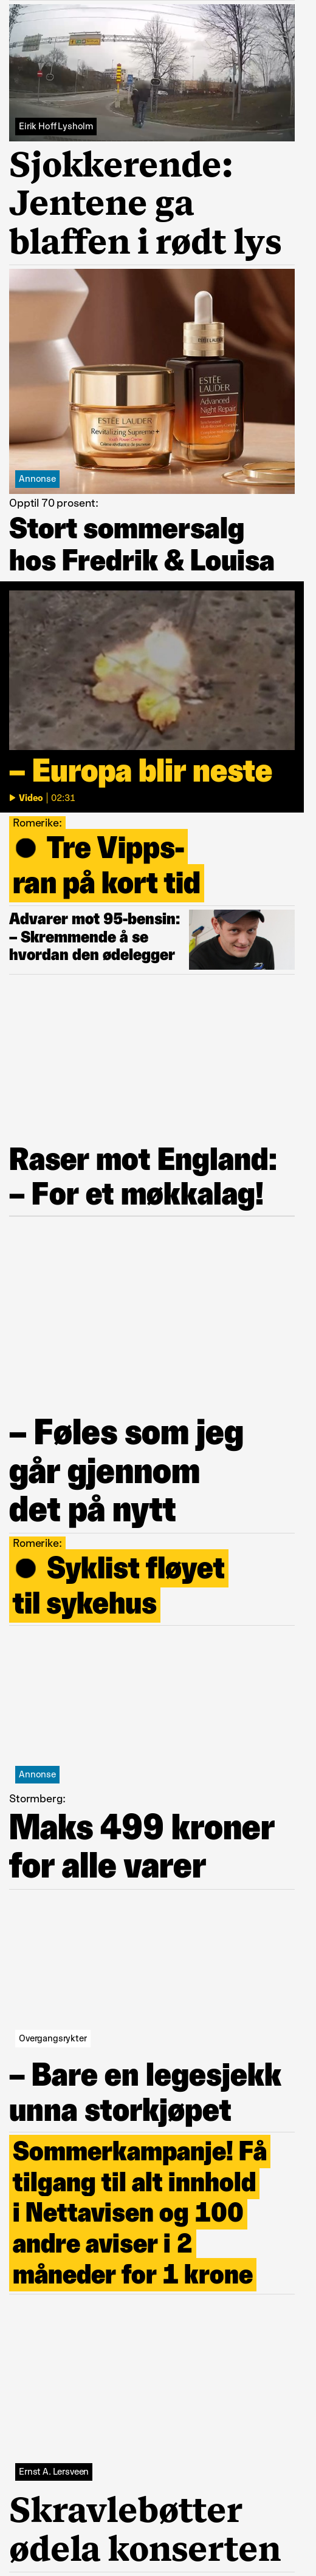 Eirik Hoff Lysholm
Sjokkerende:
Jentene ga
blaffen i rødt lys
ESTĒE LAUDER
Revitalizing Supreme+
ESTĒE
LAUDER
Advanced
Night Repair
Annonse
Opptil 70 prosent:
Stort sommersalg
hos Fredrik & Louisa
– Europa blir neste
Video | 02:31
Romerike:
● Tre Vipps-
ran på kort tid
Advarer mot 95-bensin:
– Skremmende å se
hvordan den ødelegger
Raser mot England:
– For et møkkalag!
– Føles som jeg
går gjennom
det på nytt
Romerike:
● Syklist fløyet
til sykehus
Annonse
Stormberg:
Maks 499 kroner
for alle varer
Overgangsrykter
– Bare en legesjekk
unna storkjøpet
Sommerkampanje! Få
tilgang til alt innhold
i Nettavisen og 100
andre aviser i 2
måneder for 1 krone
Ernst A. Lersveen
Skravlebøtter
ødela konserten